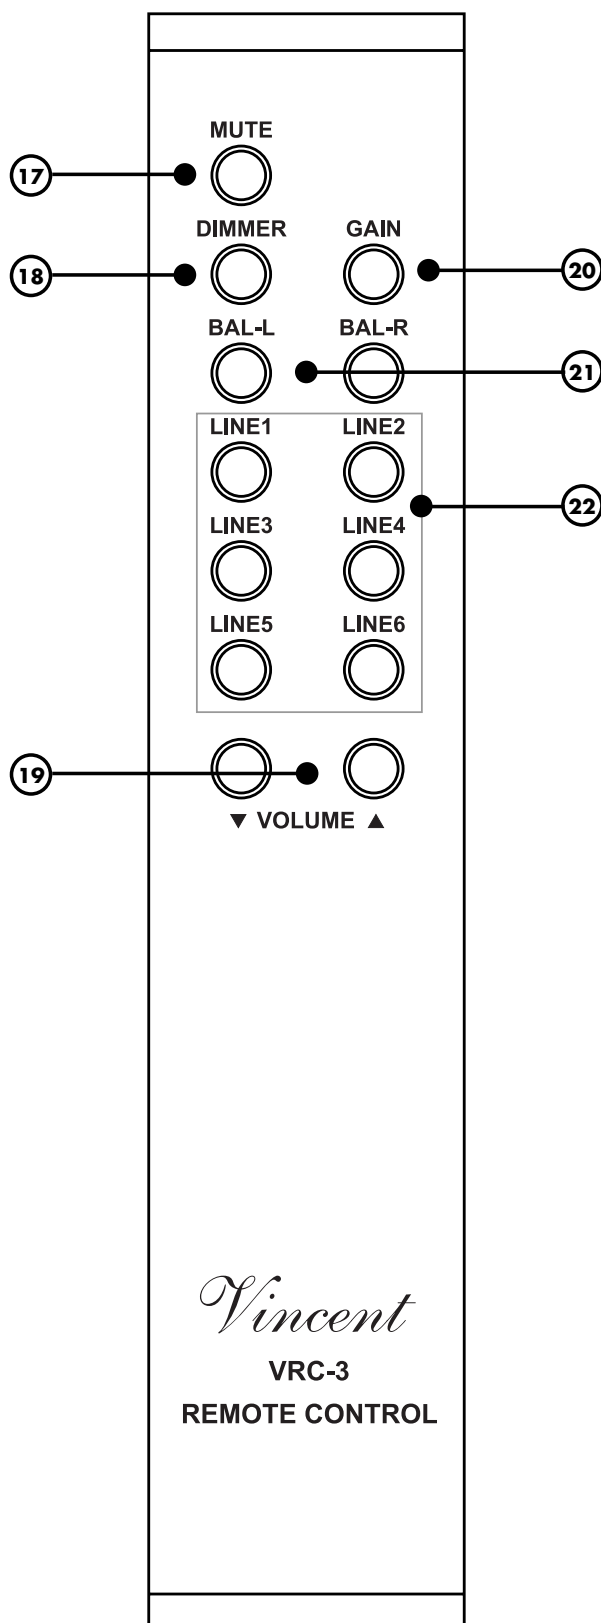 MUTE
17
DIMMER GAIN
18 20
BAL-L BAL-R
21
LINE1 LINE2
22
LINE3 LINE4
LINE5 LINE6
19
▼ VOLUME ▲
Vincent
VRC-3
REMOTE CONTROL